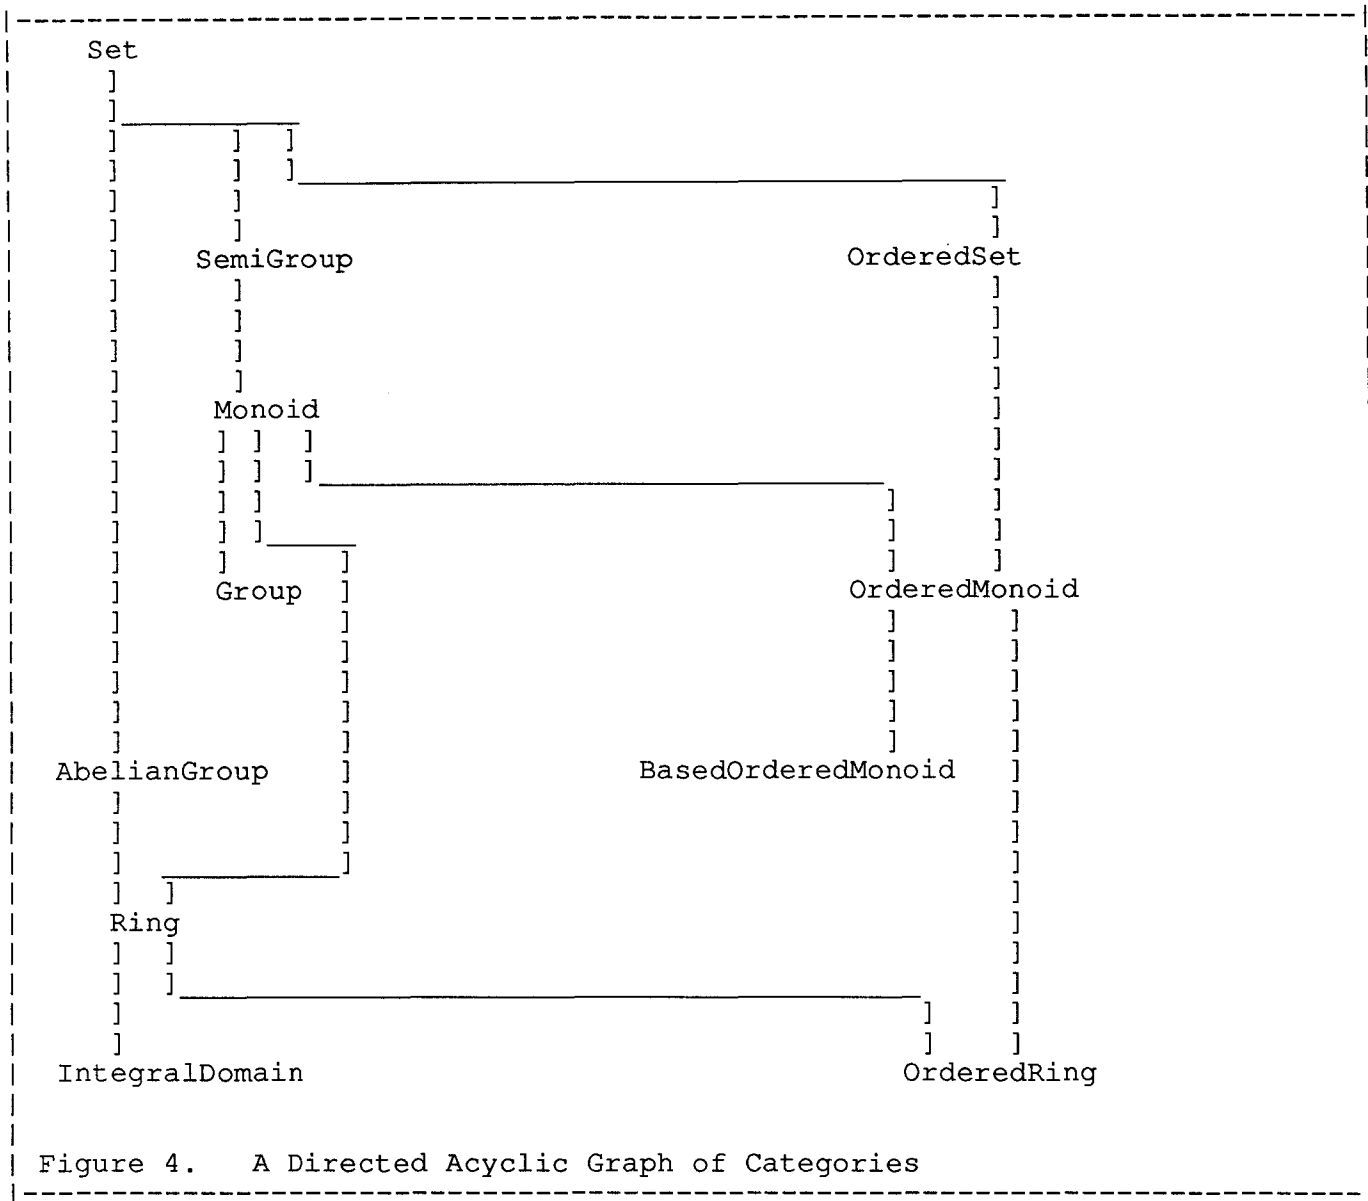 Set
SemiGroup OrderedSet
Monoid
Group OrderedMonoid
AbelianGroup BasedOrderedMonoid
Ring
IntegralDomain OrderedRing
Figure 4. A Directed Acyclic Graph of Categories